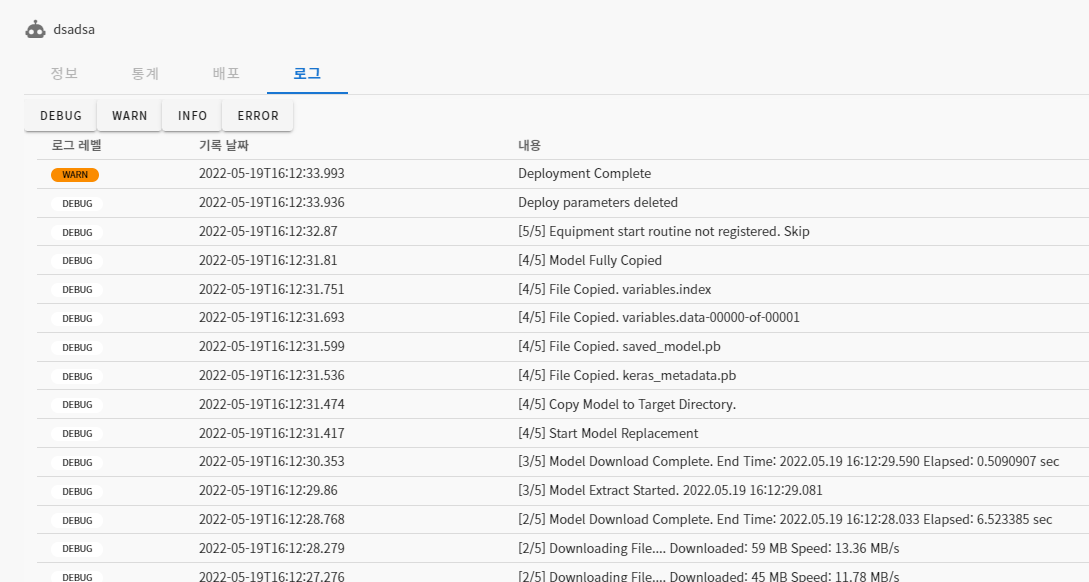 dsadsa
정보 통계 배포 로그
DEBUG WARN INFO ERROR
로그 레벨 기록 날짜 내용
WARN 2022-05-19T16:12:33.993 Deployment Complete
DEBUG 2022-05-19T16:12:33.936 Deploy parameters deleted
DEBUG 2022-05-19T16:12:32.87 [5/5] Equipment start routine not registered. Skip
DEBUG 2022-05-19T16:12:31.81 [4/5] Model Fully Copied
DEBUG 2022-05-19T16:12:31.751 [4/5] File Copied. variables.index
DEBUG 2022-05-19T16:12:31.693 [4/5] File Copied. variables.data-00000-of-00001
DEBUG 2022-05-19T16:12:31.599 [4/5] File Copied. saved_model.pb
DEBUG 2022-05-19T16:12:31.536 [4/5] File Copied. keras_metadata.pb
DEBUG 2022-05-19T16:12:31.474 [4/5] Copy Model to Target Directory.
DEBUG 2022-05-19T16:12:31.417 [4/5] Start Model Replacement
DEBUG 2022-05-19T16:12:30.353 [3/5] Model Download Complete. End Time: 2022.05.19 16:12:29.590 Elapsed: 0.5090907 sec
DEBUG 2022-05-19T16:12:29.86 [3/5] Model Extract Started. 2022.05.19 16:12:29.081
DEBUG 2022-05-19T16:12:28.768 [2/5] Model Download Complete. End Time: 2022.05.19 16:12:28.033 Elapsed: 6.523385 sec
DEBUG 2022-05-19T16:12:28.279 [2/5] Downloading File.... Downloaded: 59 MB Speed: 13.36 MB/s
DEBUG 2022-05-19T16:12:27.276 [2/5] Downloading File.... Downloaded: 45 MB Speed: 11.78 MB/s